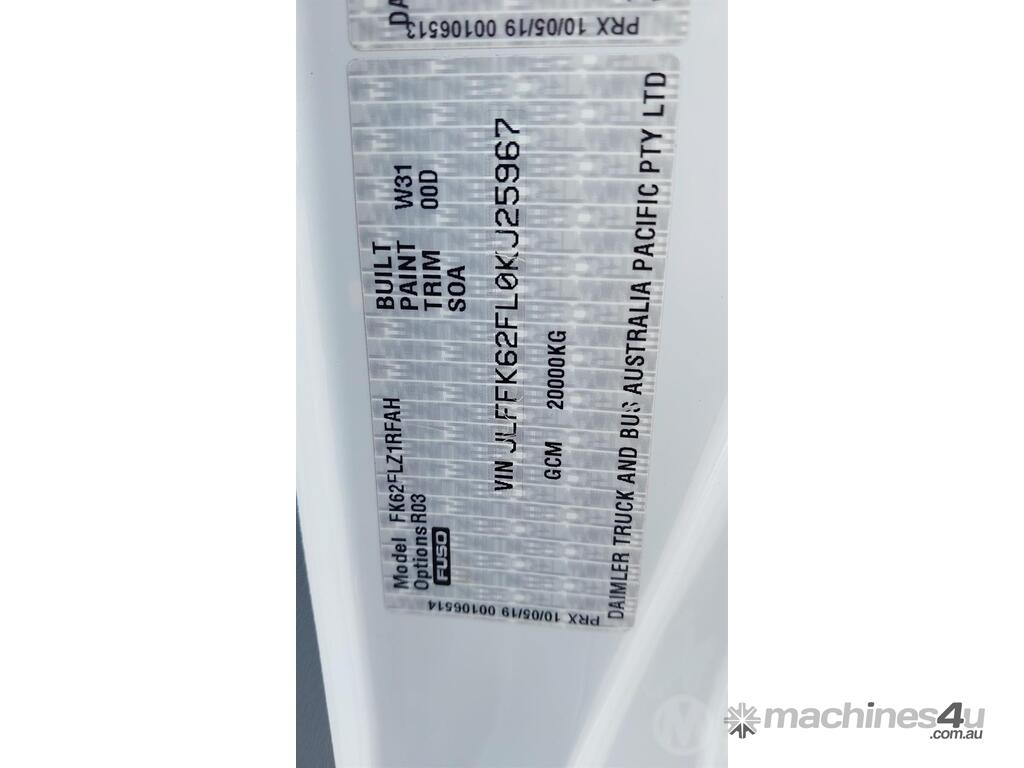 PRX 10/05/19 00106513
DA
Model FK62FLZ1RFAH
Options R03
FUSO
BUILT
PAINT W31
TRIM 00D
SOA
VIN JLFFK62FL0KJ25967
GCM 20000KG
DAIMLER TRUCK AND BUS AUSTRALIA PACIFIC PTY LTD
PRX 10/05/19 00106514
M
machines4u
.com.au